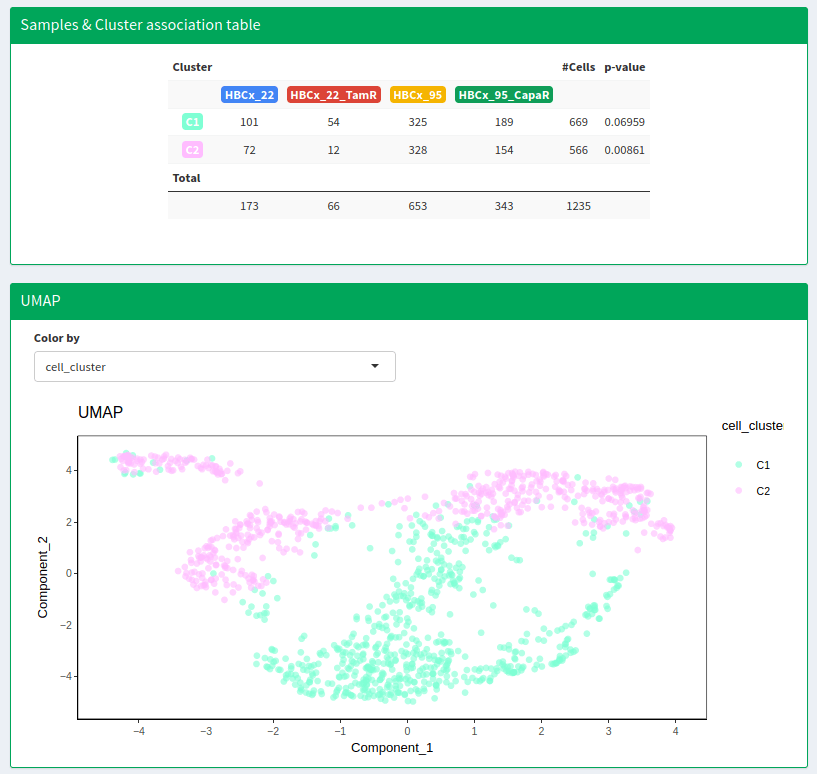 Samples & Cluster association table
Cluster #Cells p-value
HBCx_22 HBCx_22_TamR HBCx_95 HBCx_95_CapaR
C1 101 54 325 189 669 0.06959
C2 72 12 328 154 566 0.00861
Total
173 66 653 343 1235
UMAP
Color by
cell_cluster
UMAP
cell_cluste
C1
C2
4
2
0
−2
−4
Component_2
−4 −3 −2 −1 0 1 2 3 4
Component_1